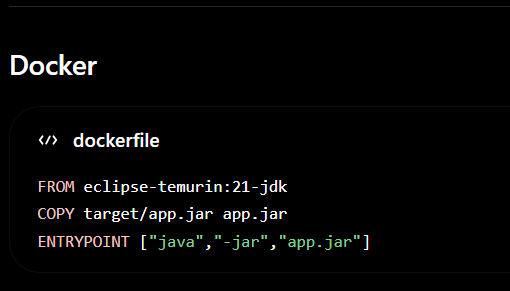 Docker
dockerfile
FROM eclipse-temurin:21-jdk
COPY target/app.jar app.jar
ENTRYPOINT ["java","-jar","app.jar"]